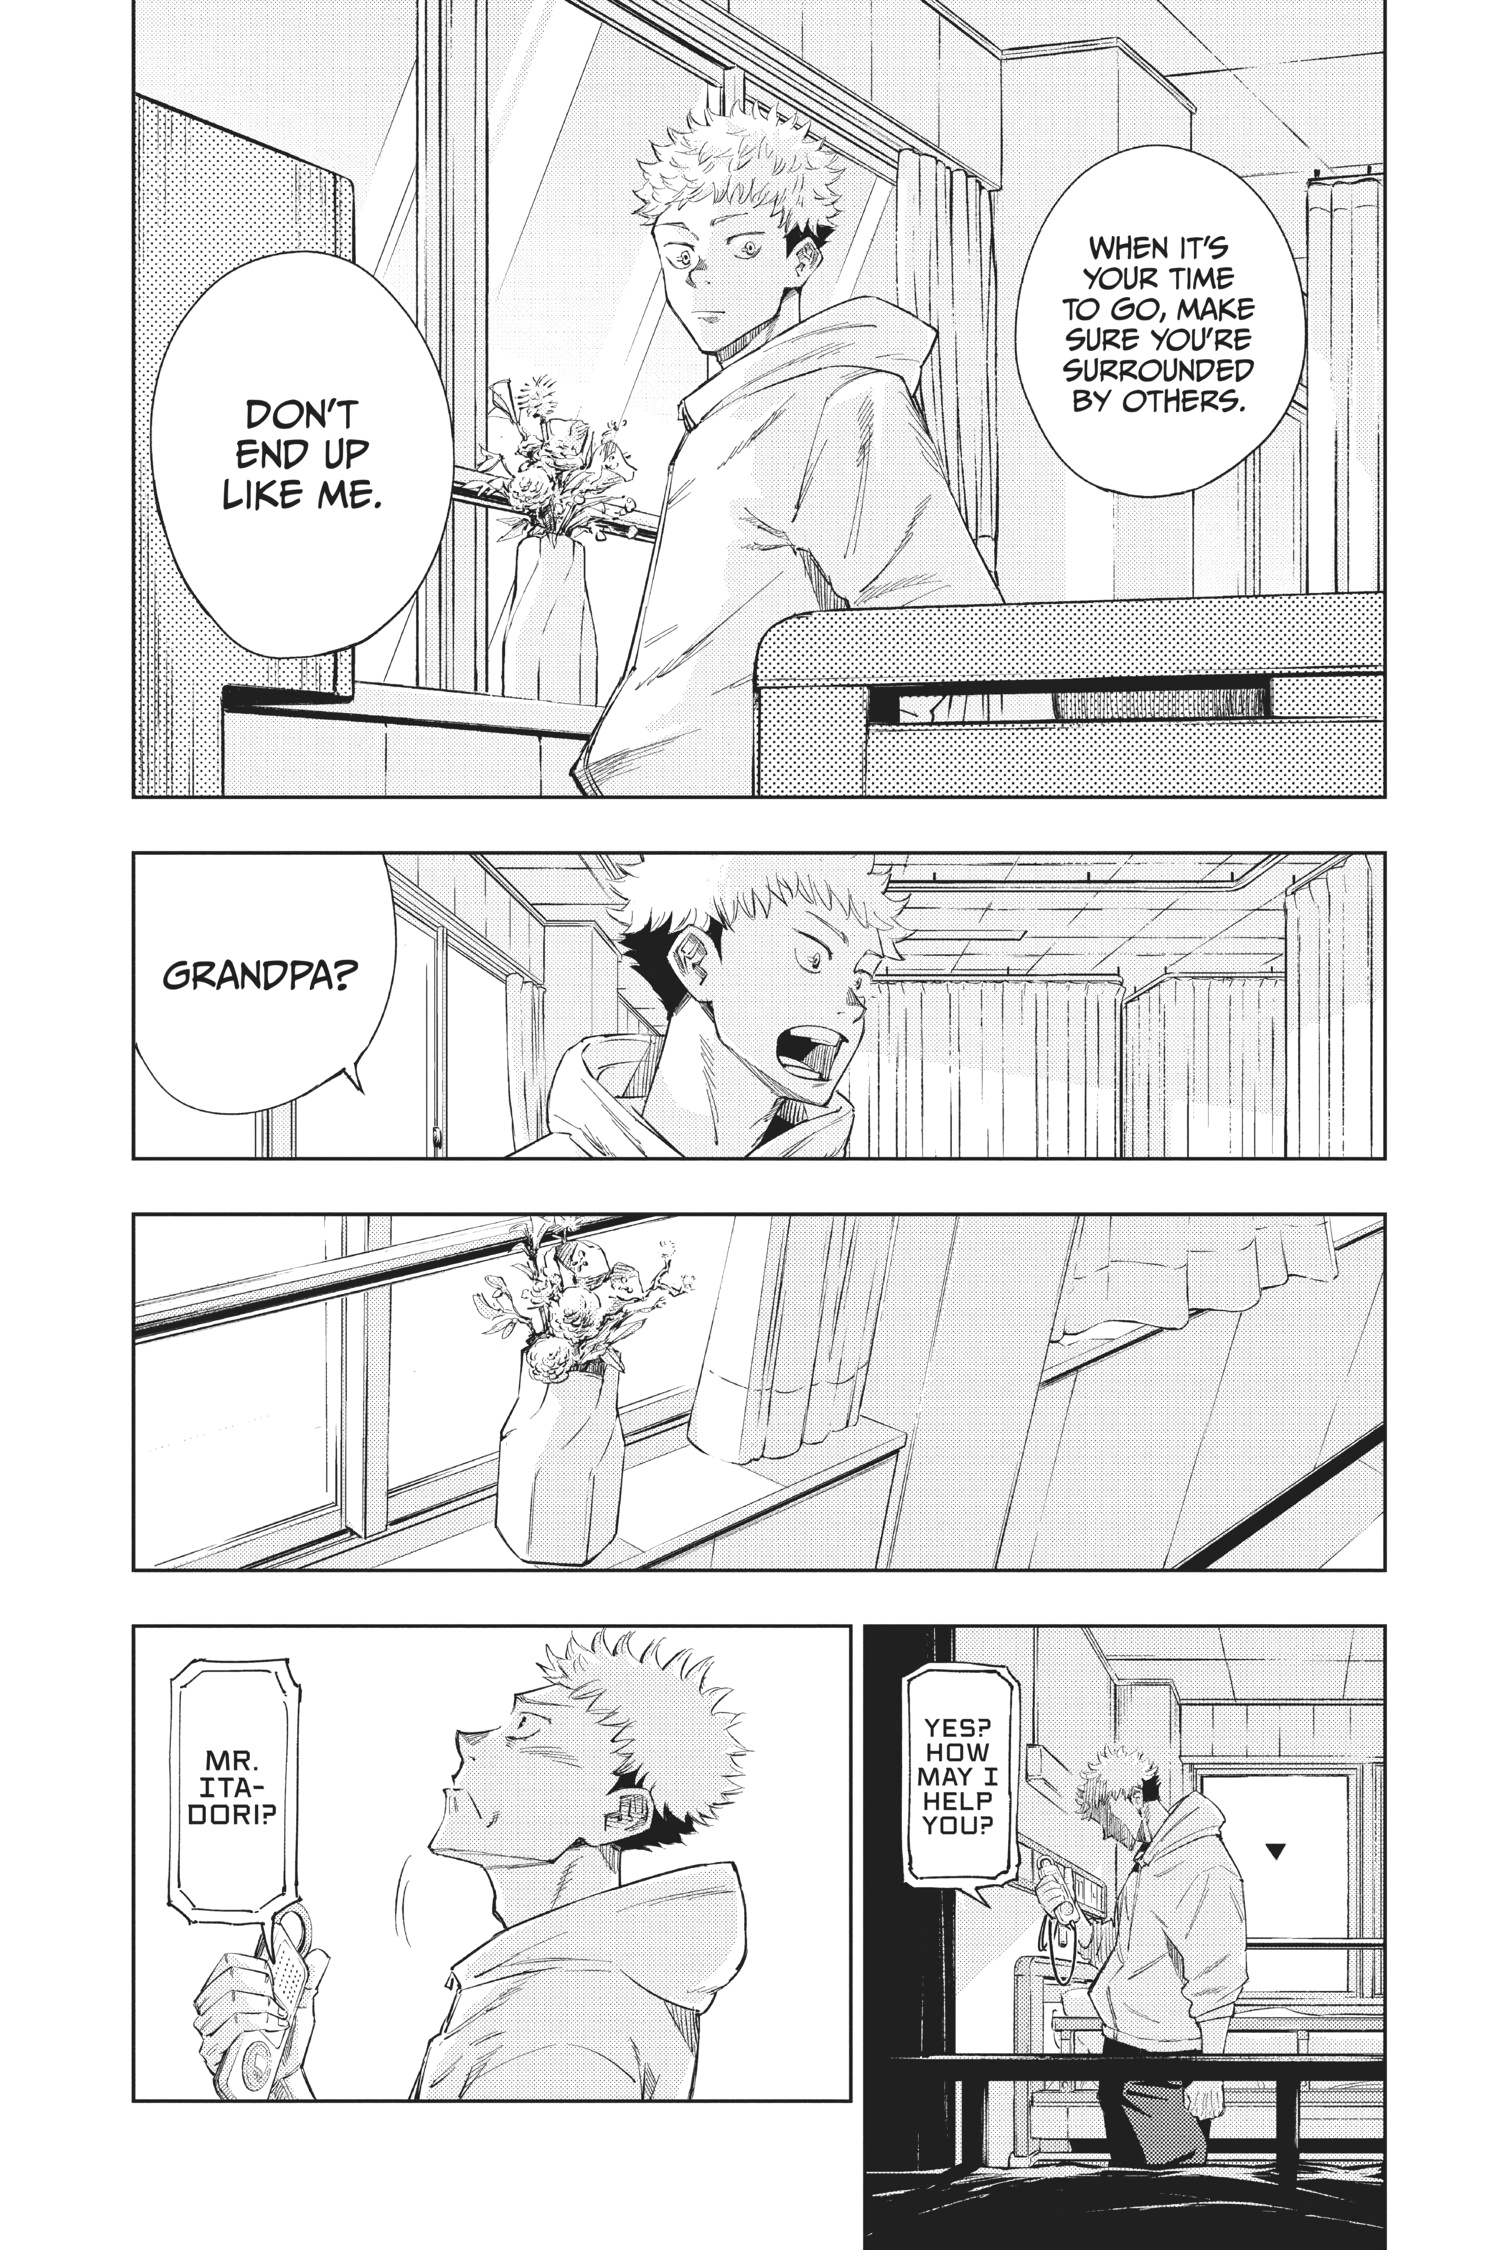 WHEN IT'S
YOUR TIME
TO GO, MAKE
SURE YOU'RE
SURROUNDED
BY OTHERS.
DON'T
END UP
LIKE ME.
GRANDPA?
YES?
HOW
MAY I
HELP
YOU?
MR.
ITA-
DORI?